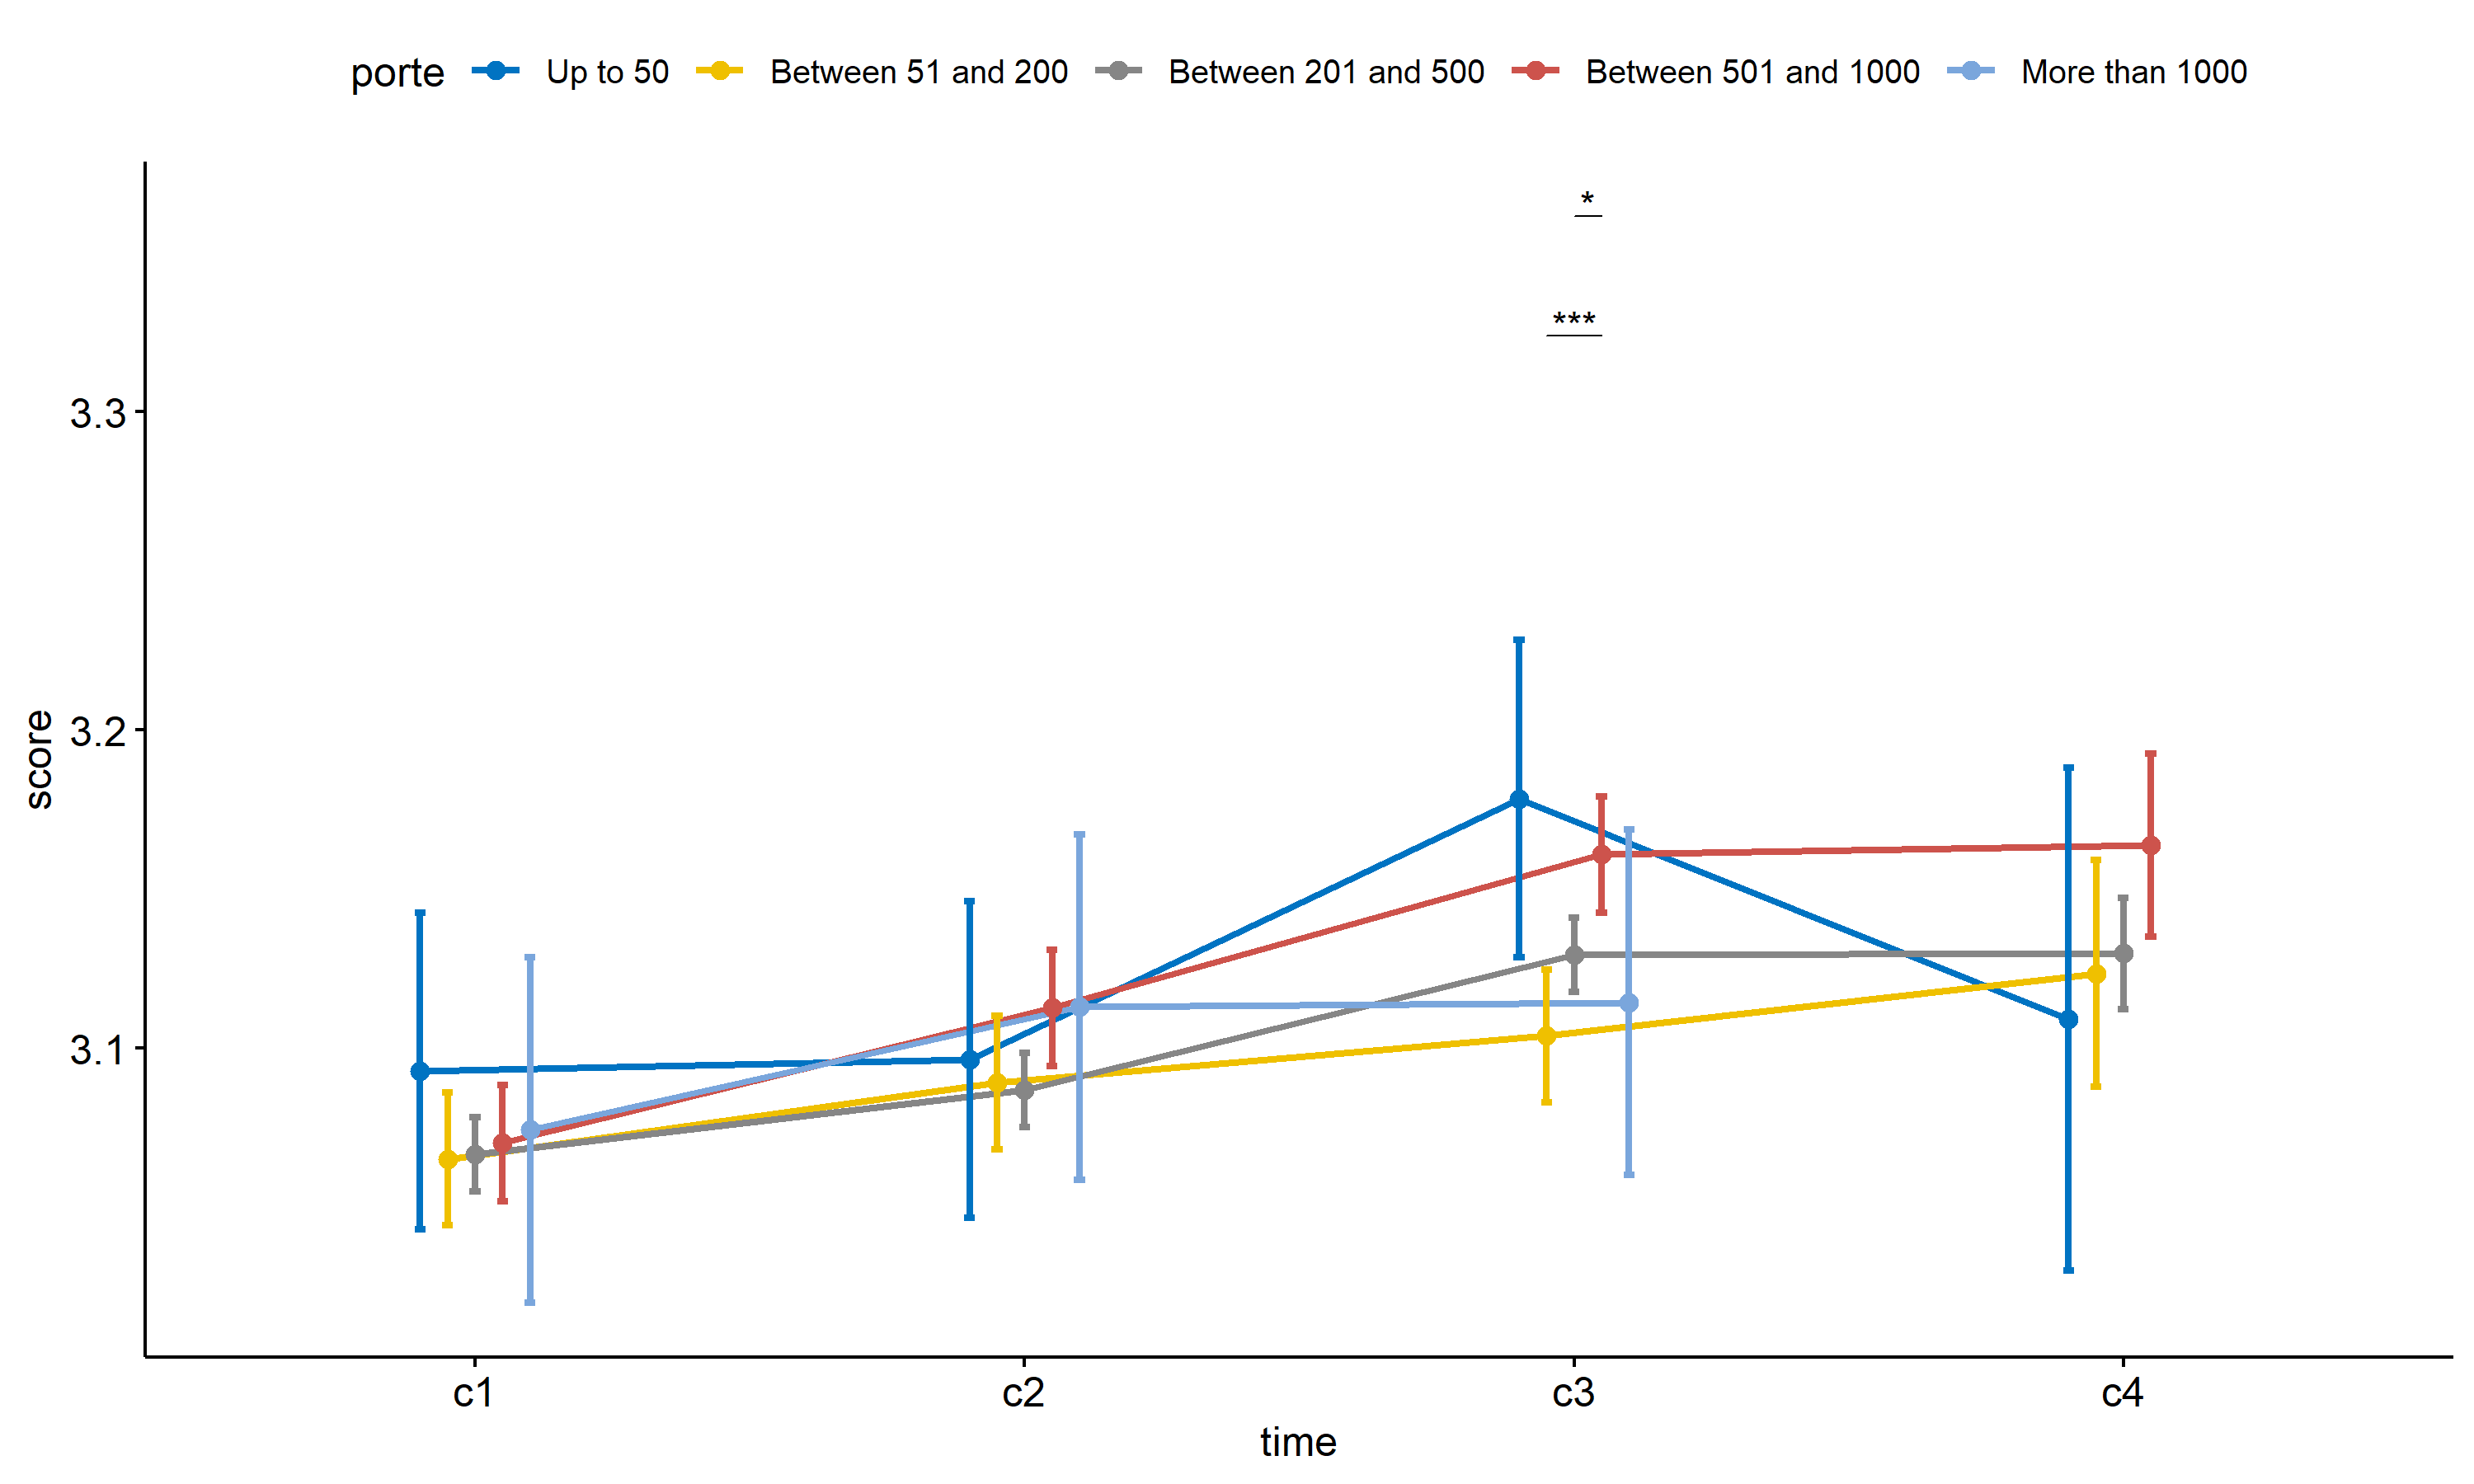 porte Up to 50 Between 51 and 200 Between 201 and 500 Between 501 and 1000 More than 1000
*
***
3.3
3.2
3.1
score
c1 c2 c3 c4
time